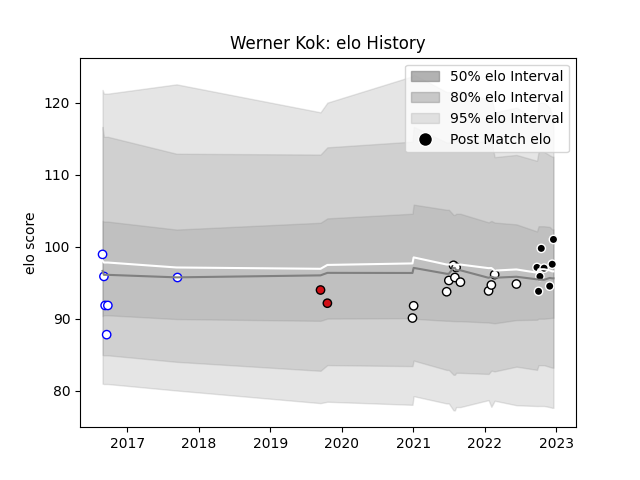 Werner Kok: elo History
50% elo Interval
80% elo Interval
95% elo Interval
Post Match elo
elo score
120
100
90
80
110
2017
2018
2019
2020
2021
2022
2023